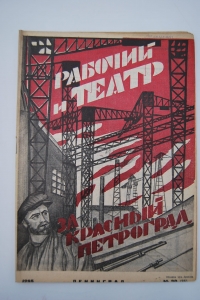 РАБОЧИЙ
И ТЕАТР
ЗА
КРАСНЫЙ
ПЕТРОГРАД
ЛЕНИНГРАД